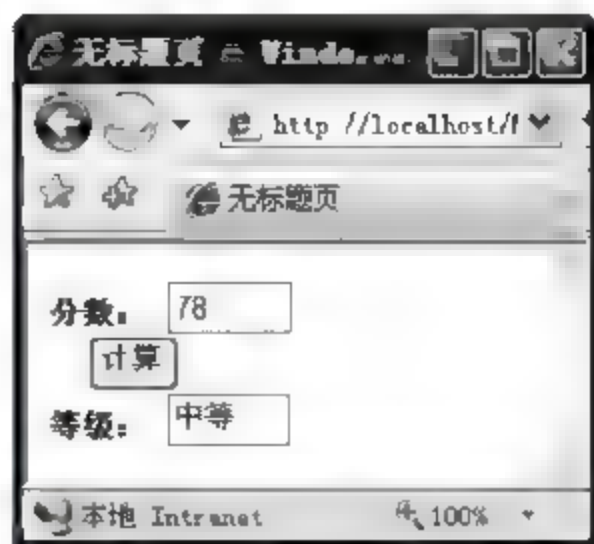 无标题页 - Windo...
http://localhost/
无标题页
分数: 78
计算
等级: 中等
本地 Intranet 100%